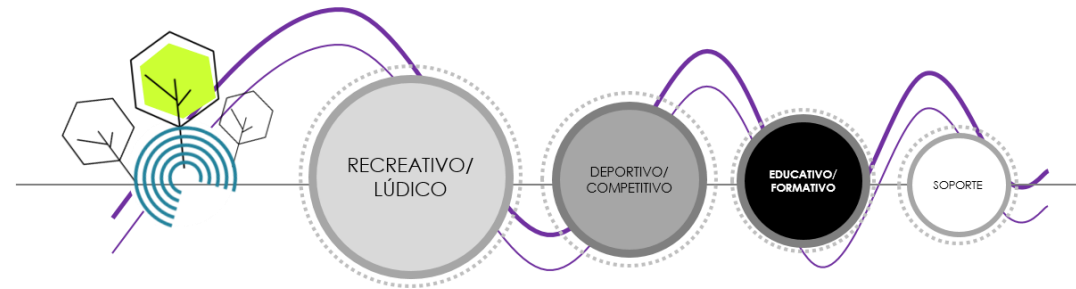 RECREATIVO/
LÚDICO
DEPORTIVO/
COMPETITIVO
EDUCATIVO/
FORMATIVO
SOPORTE